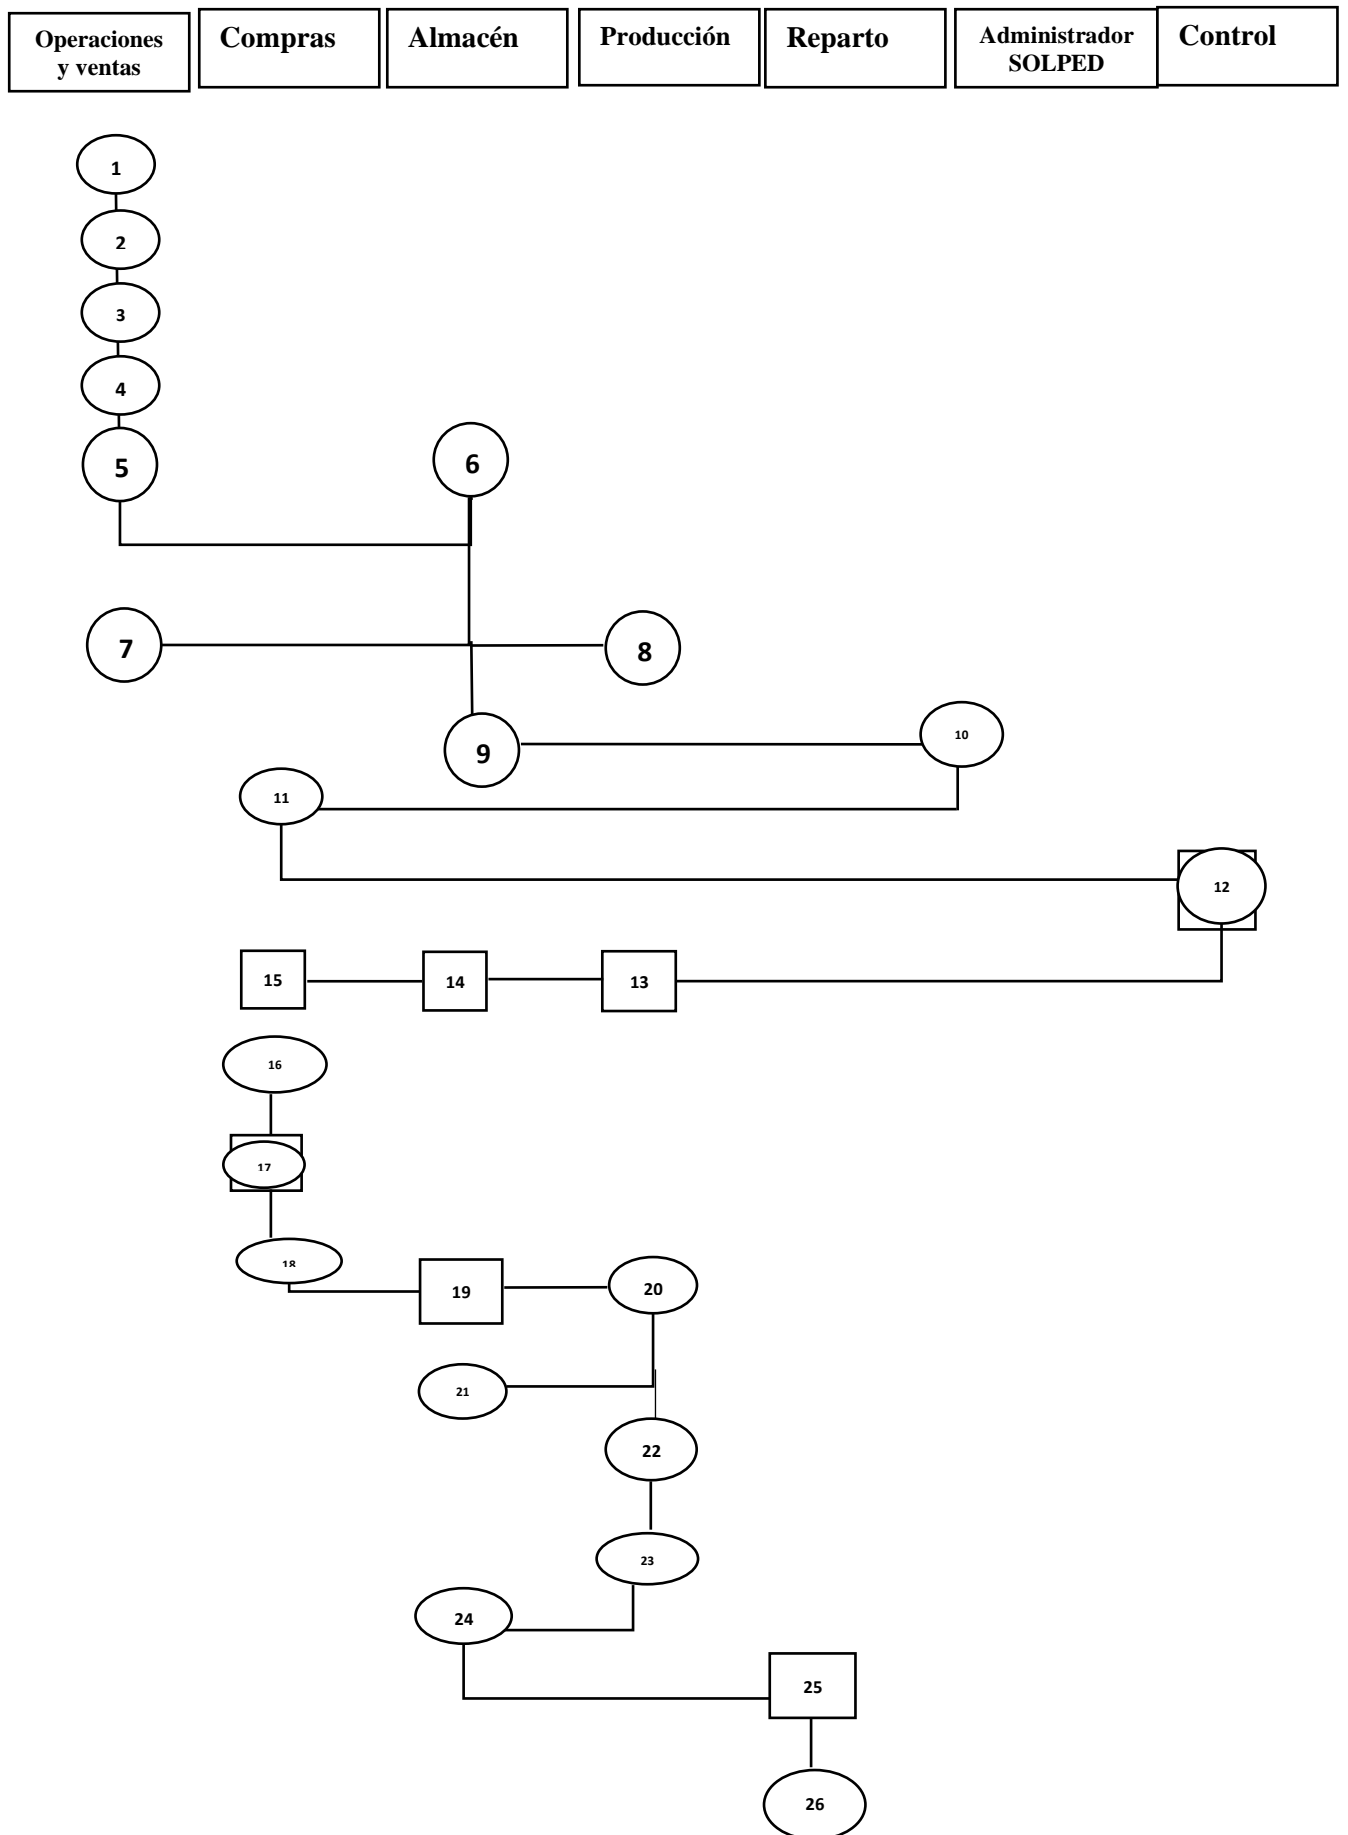 Operaciones
y ventas
Compras
Almacén
Producción
Reparto
Administrador
SOLPED
Control
1
2
3
4
5
6
7
8
9
10
11
12
15
14
13
16
17
18
19
20
21
22
23
24
25
26